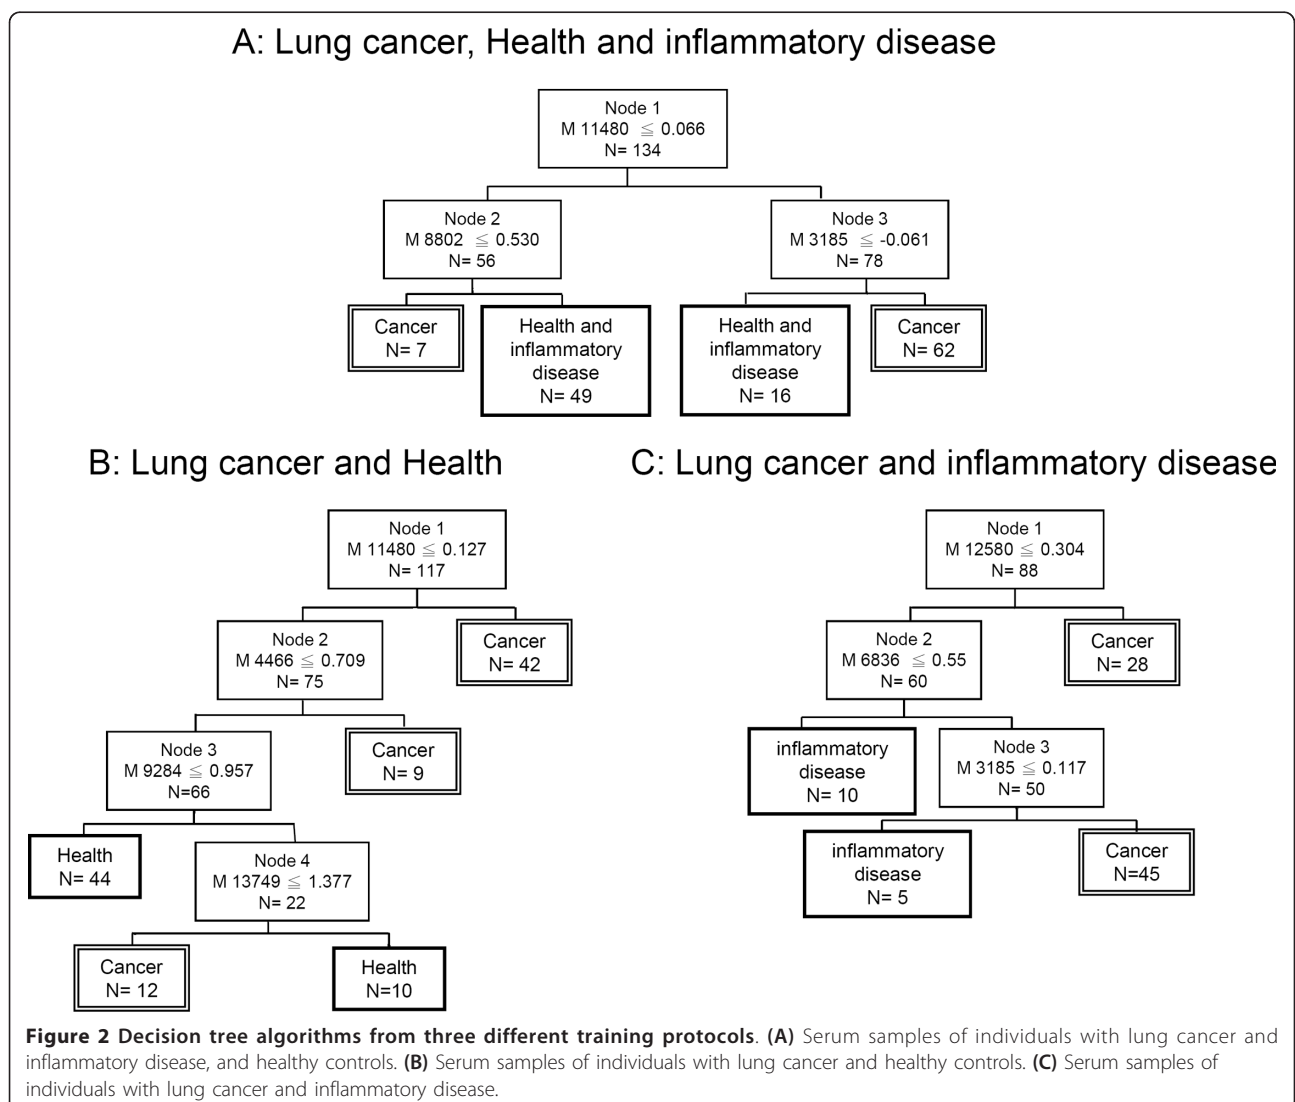 A: Lung cancer, Health and inflammatory disease
Node 1
M 11480 ≦ 0.066
N= 134
Node 2
M 8802 ≦ 0.530
N= 56
Node 3
M 3185 ≦ -0.061
N= 78
Cancer
N= 7
Health and
inflammatory
disease
N= 49
Health and
inflammatory
disease
N= 16
Cancer
N= 62
B: Lung cancer and Health
Node 1
M 11480 ≦ 0.127
N= 117
Node 2
M 4466 ≦ 0.709
N= 75
Cancer
N= 42
Node 3
M 9284 ≦ 0.957
N=66
Cancer
N= 9
Health
N= 44
Node 4
M 13749 ≦ 1.377
N= 22
Cancer
N= 12
Health
N=10
C: Lung cancer and inflammatory disease
Node 1
M 12580 ≦ 0.304
N= 88
Node 2
M 6836 ≦ 0.55
N= 60
Cancer
N= 28
inflammatory
disease
N= 10
Node 3
M 3185 ≦ 0.117
N= 50
inflammatory
disease
N= 5
Cancer
N=45
Figure 2 Decision tree algorithms from three different training protocols. (A) Serum samples of individuals with lung cancer and
inflammatory disease, and healthy controls. (B) Serum samples of individuals with lung cancer and healthy controls. (C) Serum samples of
individuals with lung cancer and inflammatory disease.